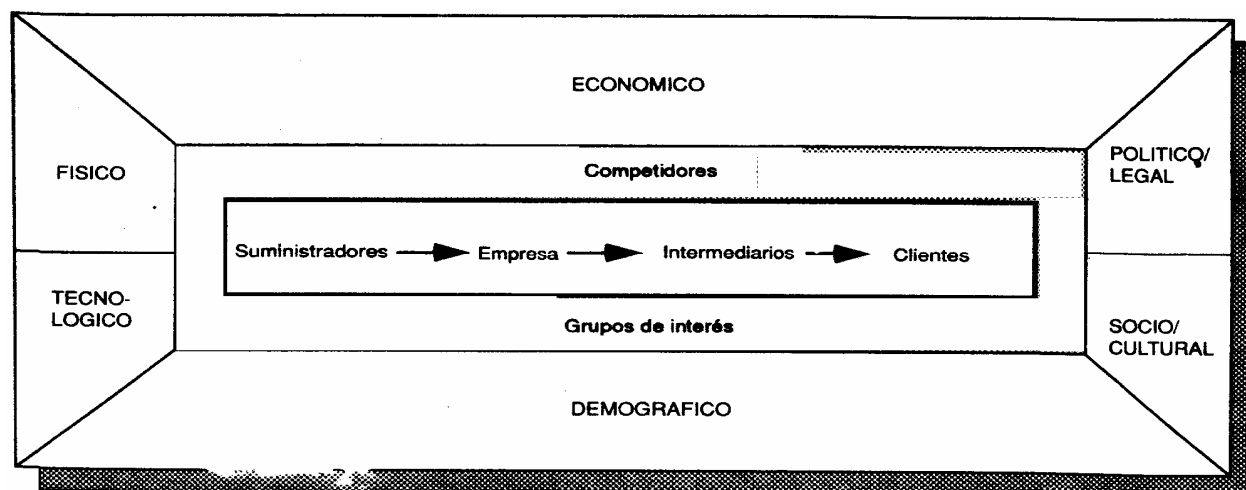 ECONOMICO
FISICO
Competidores
POLITICO/
LEGAL
Suministradores Empresa Intermediarios Clientes
TECNO-
LOGICO
Grupos de interés
SOCIO/
CULTURAL
DEMOGRAFICO